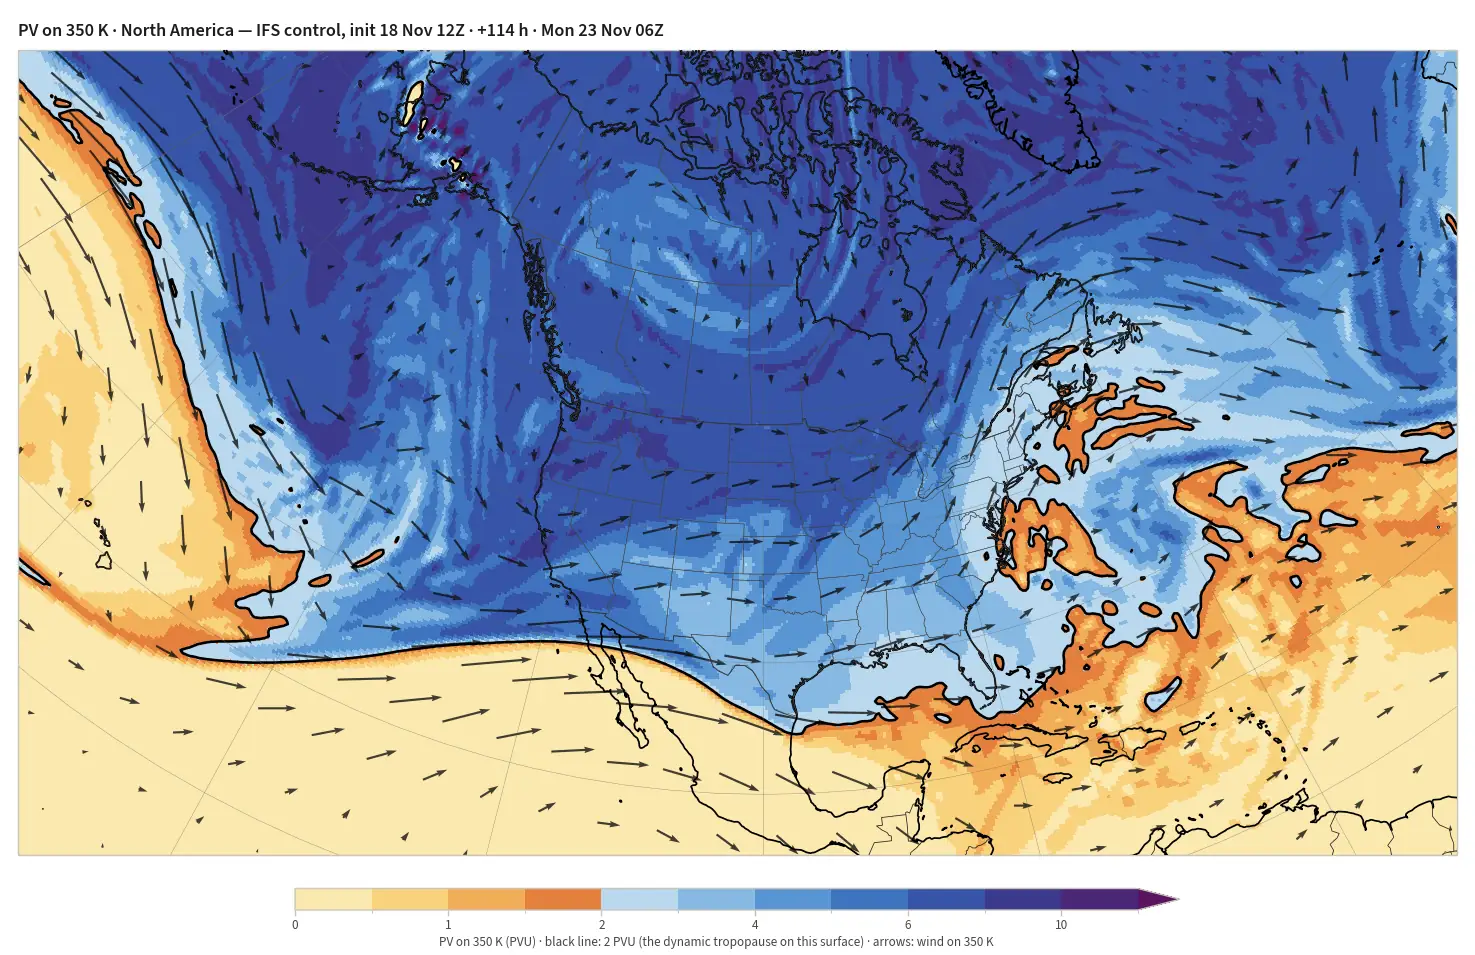 PV on 350 K · North America — IFS control, init 18 Nov 12Z · +114 h · Mon 23 Nov 06Z
0 1 2 4 6 10
PV on 350 K (PVU) · black line: 2 PVU (the dynamic tropopause on this surface) · arrows: wind on 350 K